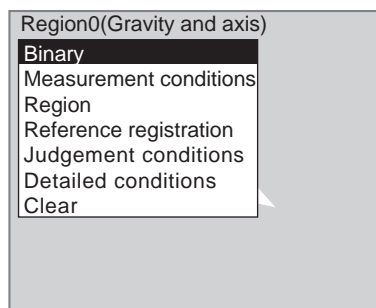 Region0(Gravity and axis)
Binary
Measurement conditions
Region
Reference registration
Judgement conditions
Detailed conditions
Clear